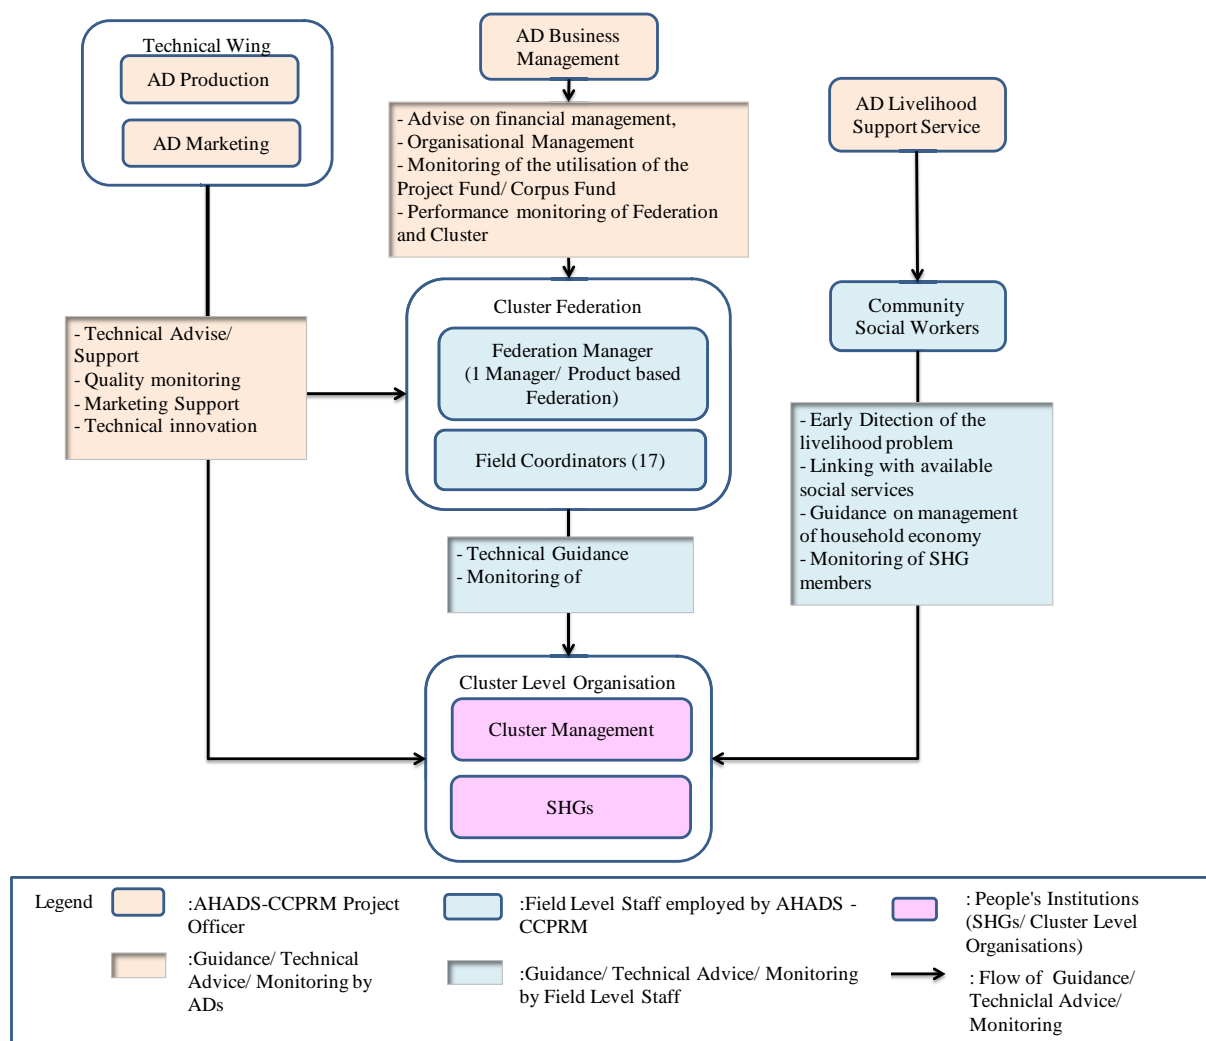 Technical Wing
AD Production
AD Marketing
AD Business
Management
AD Livelihood
Support Service
- Advise on financial management,
- Organisational Management
- Monitoring of the utilisation of the
Project Fund/ Corpus Fund
- Performance monitoring of Federation
and Cluster
Cluster Federation
Federation Manager
(1 Manager/ Product based
Federation)
Field Coordinators (17)
Community
Social Workers
- Technical Advise/
Support
- Quality monitoring
- Marketing Support
- Technical innovation
- Early Ditection of the
livelihood problem
- Linking with available
social services
- Guidance on management
of household economy
- Monitoring of SHG
members
- Technical Guidance
- Monitoring of
Cluster Level Organisation
Cluster Management
SHGs
Legend
:AHADS-CCPRM Project
Officer
:Field Level Staff employed by AHADS -
CCPRM
: People's Institutions
(SHGs/ Cluster Level
Organisations)
:Guidance/ Technical
Advice/ Monitoring by
ADs
:Guidance/ Technical Advice/ Monitoring
by Field Level Staff
: Flow of Guidance/
Techniclal Advice/
Monitoring